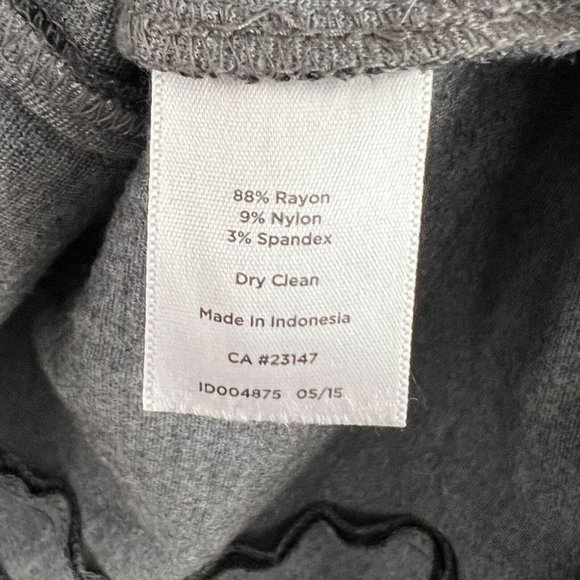 88% Rayon
9% Nylon
3% Spandex
Dry Clean
Made In Indonesia
CA #23147
ID004875 05/15